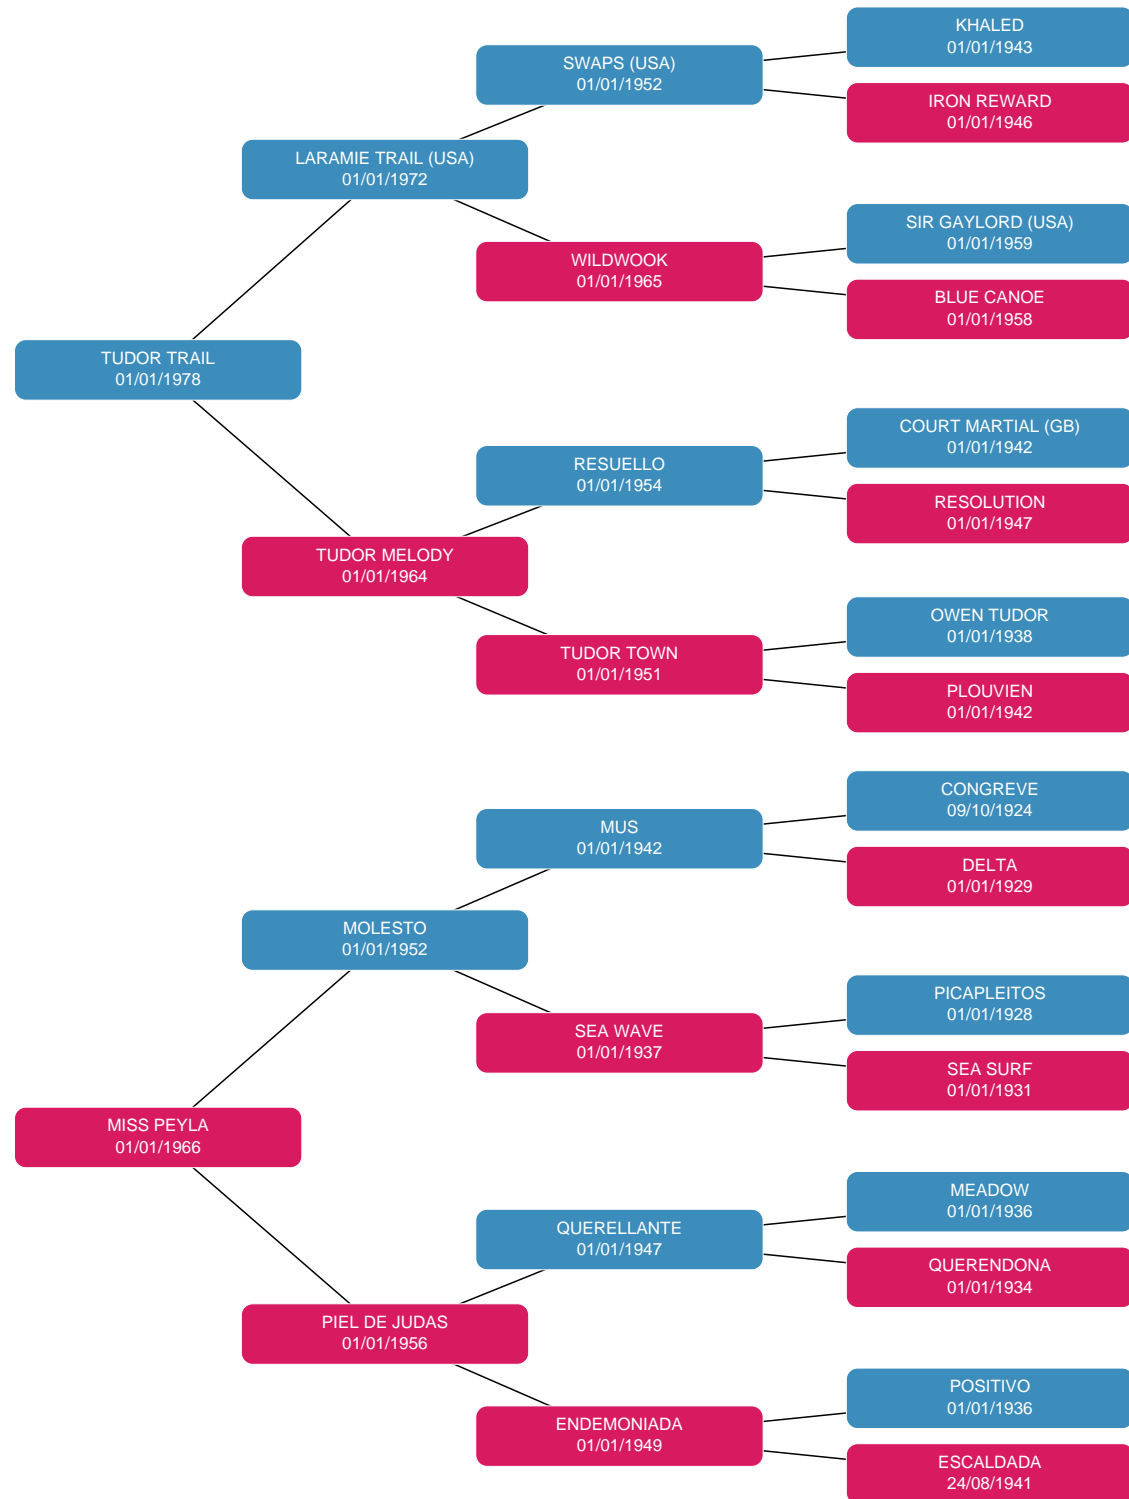 KHALED
01/01/1943
SWAPS (USA)
01/01/1952
IRON REWARD
01/01/1946
LARAMIE TRAIL (USA)
01/01/1972
SIR GAYLORD (USA)
01/01/1959
WILDWOOK
01/01/1965
BLUE CANOE
01/01/1958
TUDOR TRAIL
01/01/1978
COURT MARTIAL (GB)
01/01/1942
RESUELLO
01/01/1954
RESOLUTION
01/01/1947
TUDOR MELODY
01/01/1964
OWEN TUDOR
01/01/1938
TUDOR TOWN
01/01/1951
PLOUVIEN
01/01/1942
CONGREVE
09/10/1924
MUS
01/01/1942
DELTA
01/01/1929
MOLESTO
01/01/1952
PICAPLEITOS
01/01/1928
SEA WAVE
01/01/1937
SEA SURF
01/01/1931
MISS PEYLA
01/01/1966
MEADOW
01/01/1936
QUERELLANTE
01/01/1947
QUERENDONA
01/01/1934
PIEL DE JUDAS
01/01/1956
POSITIVO
01/01/1936
ENDEMONIADA
01/01/1949
ESCALDADA
24/08/1941